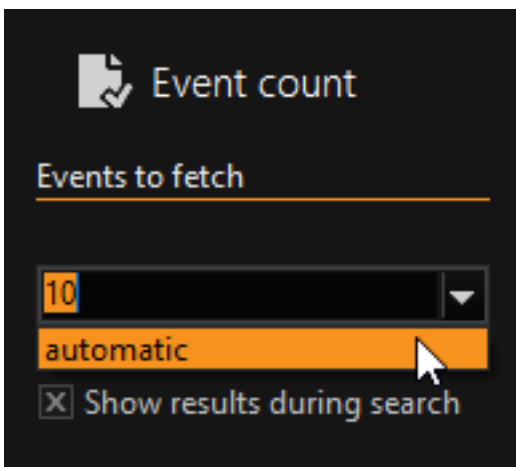 Event count
Events to fetch
10
automatic
Show results during search